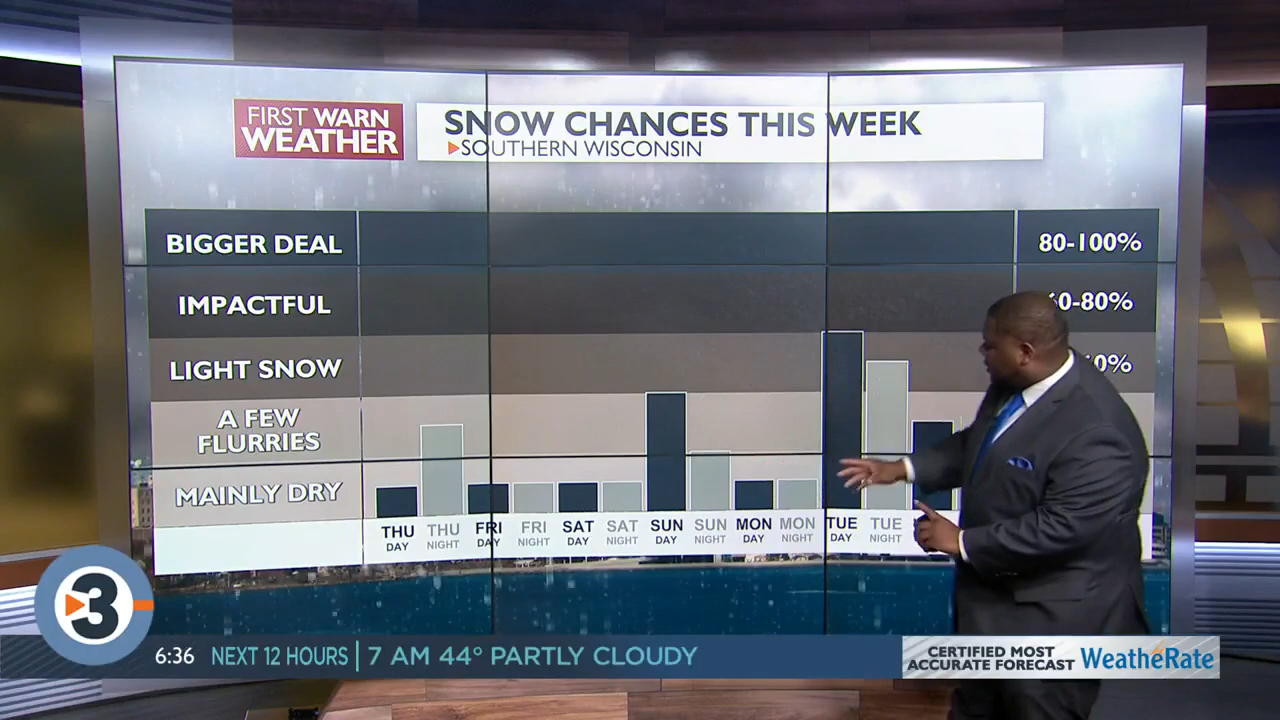 FIRST WARN
WEATHER
SNOW CHANCES THIS WEEK
SOUTHERN WISCONSIN
BIGGER DEAL
80-100%
IMPACTFUL
60-80%
LIGHT SNOW
A FEW
FLURRIES
MAINLY DRY
THU THU FRI FRI SAT SAT SUN SUN MON MON TUE TUE
DAY NIGHT DAY NIGHT DAY NIGHT DAY NIGHT DAY NIGHT DAY NIGHT
3
6:36 NEXT 12 HOURS 7 AM 44° PARTLY CLOUDY
CERTIFIED MOST
ACCURATE FORECAST
WeatheRate